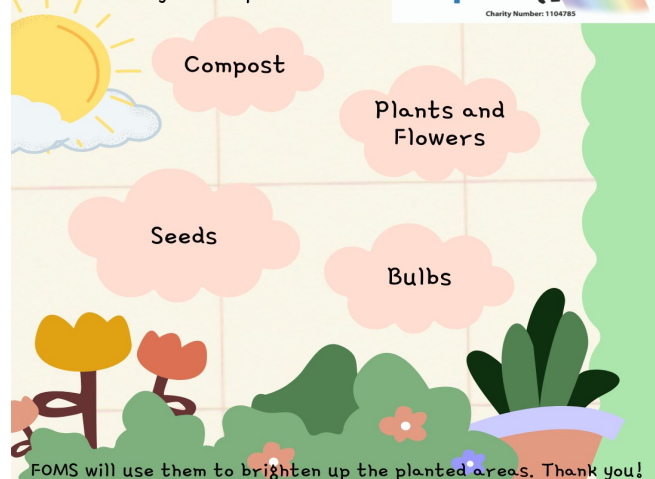 Charity Number: 1104785
Compost
Plants and
Flowers
Seeds
Bulbs
FOMS will use them to brighten up the planted areas. Thank you!